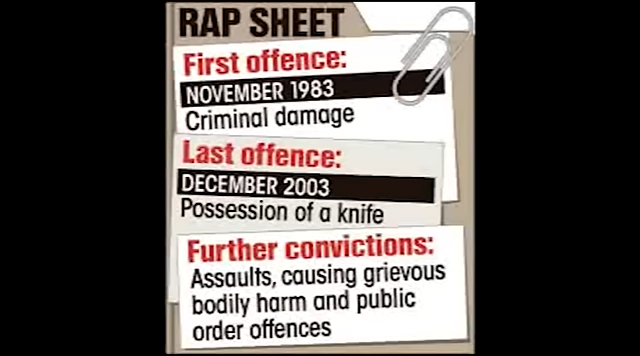 RAP SHEET
First offence:
NOVEMBER 1983
Criminal damage
Last offence:
DECEMBER 2003
Possession of a knife
Further convictions:
Assaults, causing grievous
bodily harm and public
order offences